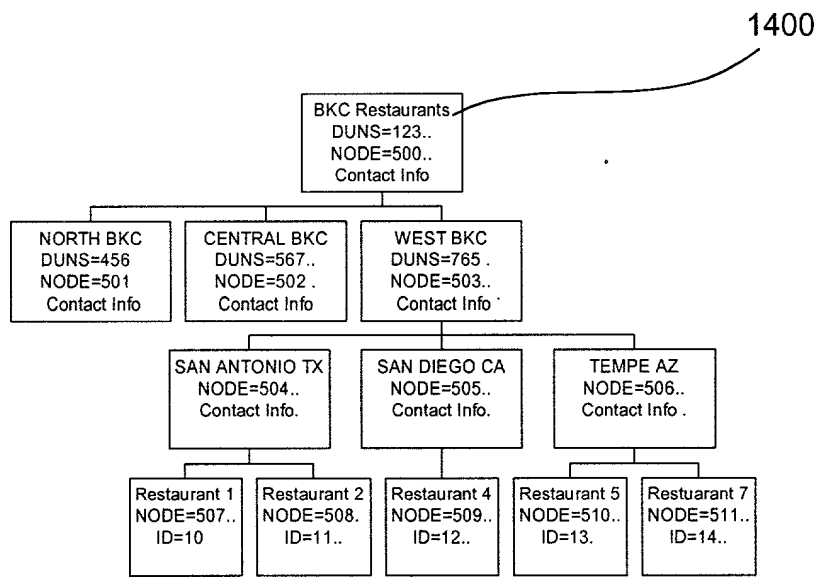 1400
BKC Restaurants
DUNS=123..
NODE=500..
Contact Info
NORTH BKC
DUNS=456
NODE=501
Contact Info
CENTRAL BKC
DUNS=567..
NODE=502 .
Contact Info
WEST BKC
DUNS=765 .
NODE=503..
Contact Info
SAN ANTONIO TX
NODE=504..
Contact Info.
SAN DIEGO CA
NODE=505..
Contact Info.
TEMPE AZ
NODE=506..
Contact Info .
Restaurant 1
NODE=507..
ID=10
Restaurant 2
NODE=508.
ID=11..
Restaurant 4
NODE=509..
ID=12..
Restaurant 5
NODE=510..
ID=13.
Restuarant 7
NODE=511..
ID=14..